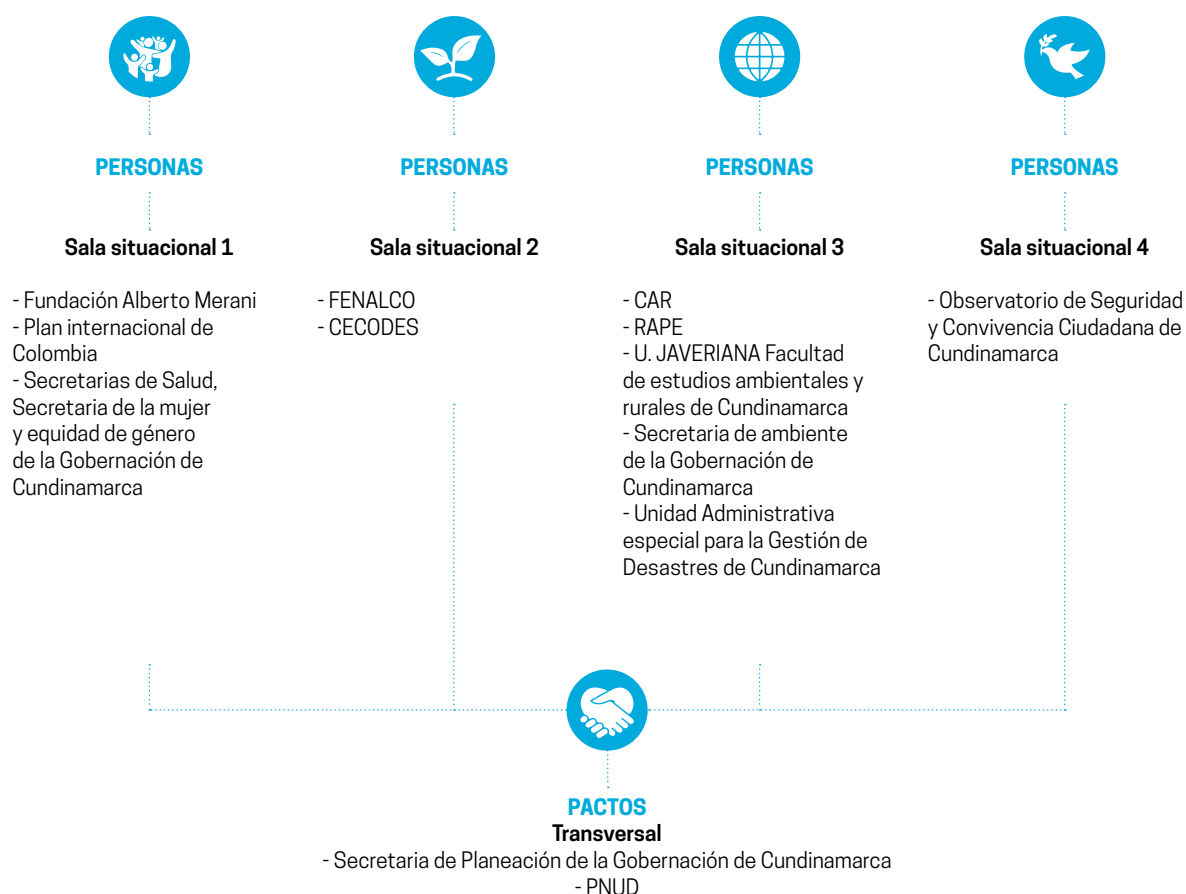 PERSONAS
Sala situacional 1
- Fundación Alberto Merani
- Plan internacional de
Colombia
- Secretarias de Salud,
Secretaria de la mujer
y equidad de género
de la Gobernación de
Cundinamarca
PERSONAS
Sala situacional 2
- FENALCO
- CECODES
PERSONAS
Sala situacional 3
- CAR
- RAPE
- U. JAVERIANA Facultad
de estudios ambientales y
rurales de Cundinamarca
- Secretaria de ambiente
de la Gobernación de
Cundinamarca
- Unidad Administrativa
especial para la Gestión de
Desastres de Cundinamarca
PERSONAS
Sala situacional 4
- Observatorio de Seguridad
y Convivencia Ciudadana de
Cundinamarca
PACTOS
Transversal
- Secretaria de Planeación de la Gobernación de Cundinamarca
- PNUD